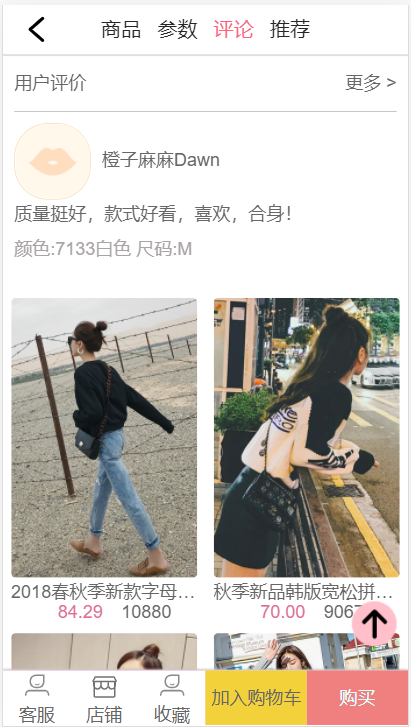 商品 参数 评论 推荐
用户评价 更多 >
橙子麻麻Dawn
质量挺好，款式好看，喜欢，合身！
颜色:7133白色 尺码:M
2018春秋季新款字母... 秋季新品韩版宽松拼...
84.29 10880 70.00 906
客服 店铺 收藏 加入购物车 购买